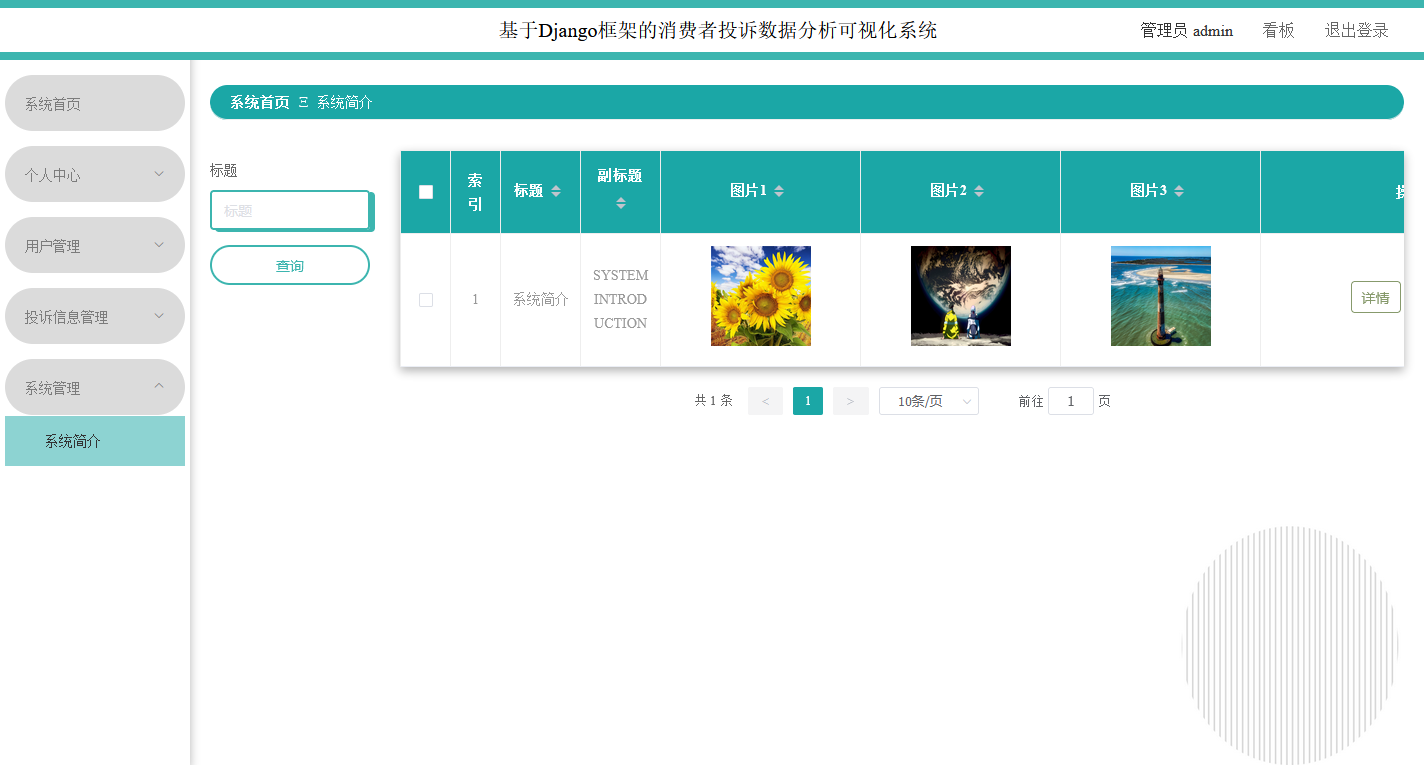 基于Django框架的消费者投诉数据分析可视化系统
管理员 admin
看板
退出登录
系统首页
个人中心
用户管理
投诉信息管理
系统管理
系统简介
系统首页 Ξ 系统简介
标题
标题
查询
索引
标题
副标题
图片1
图片2
图片3
1
系统简介
SYSTEM
INTROD
UCTION
详情
共 1 条
<
1
>
10条/页
前往 1 页